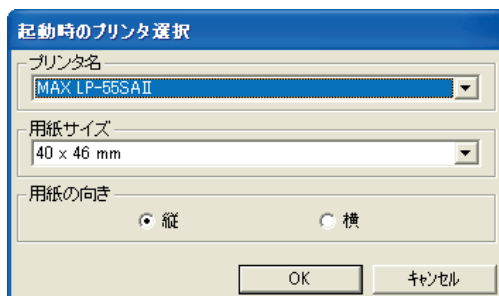 起動時のプリンタ選択
プリンタ名
MAX LP-55SAⅡ
用紙サイズ
40 x 46 mm
用紙の向き
縦 横
OK キャンセル